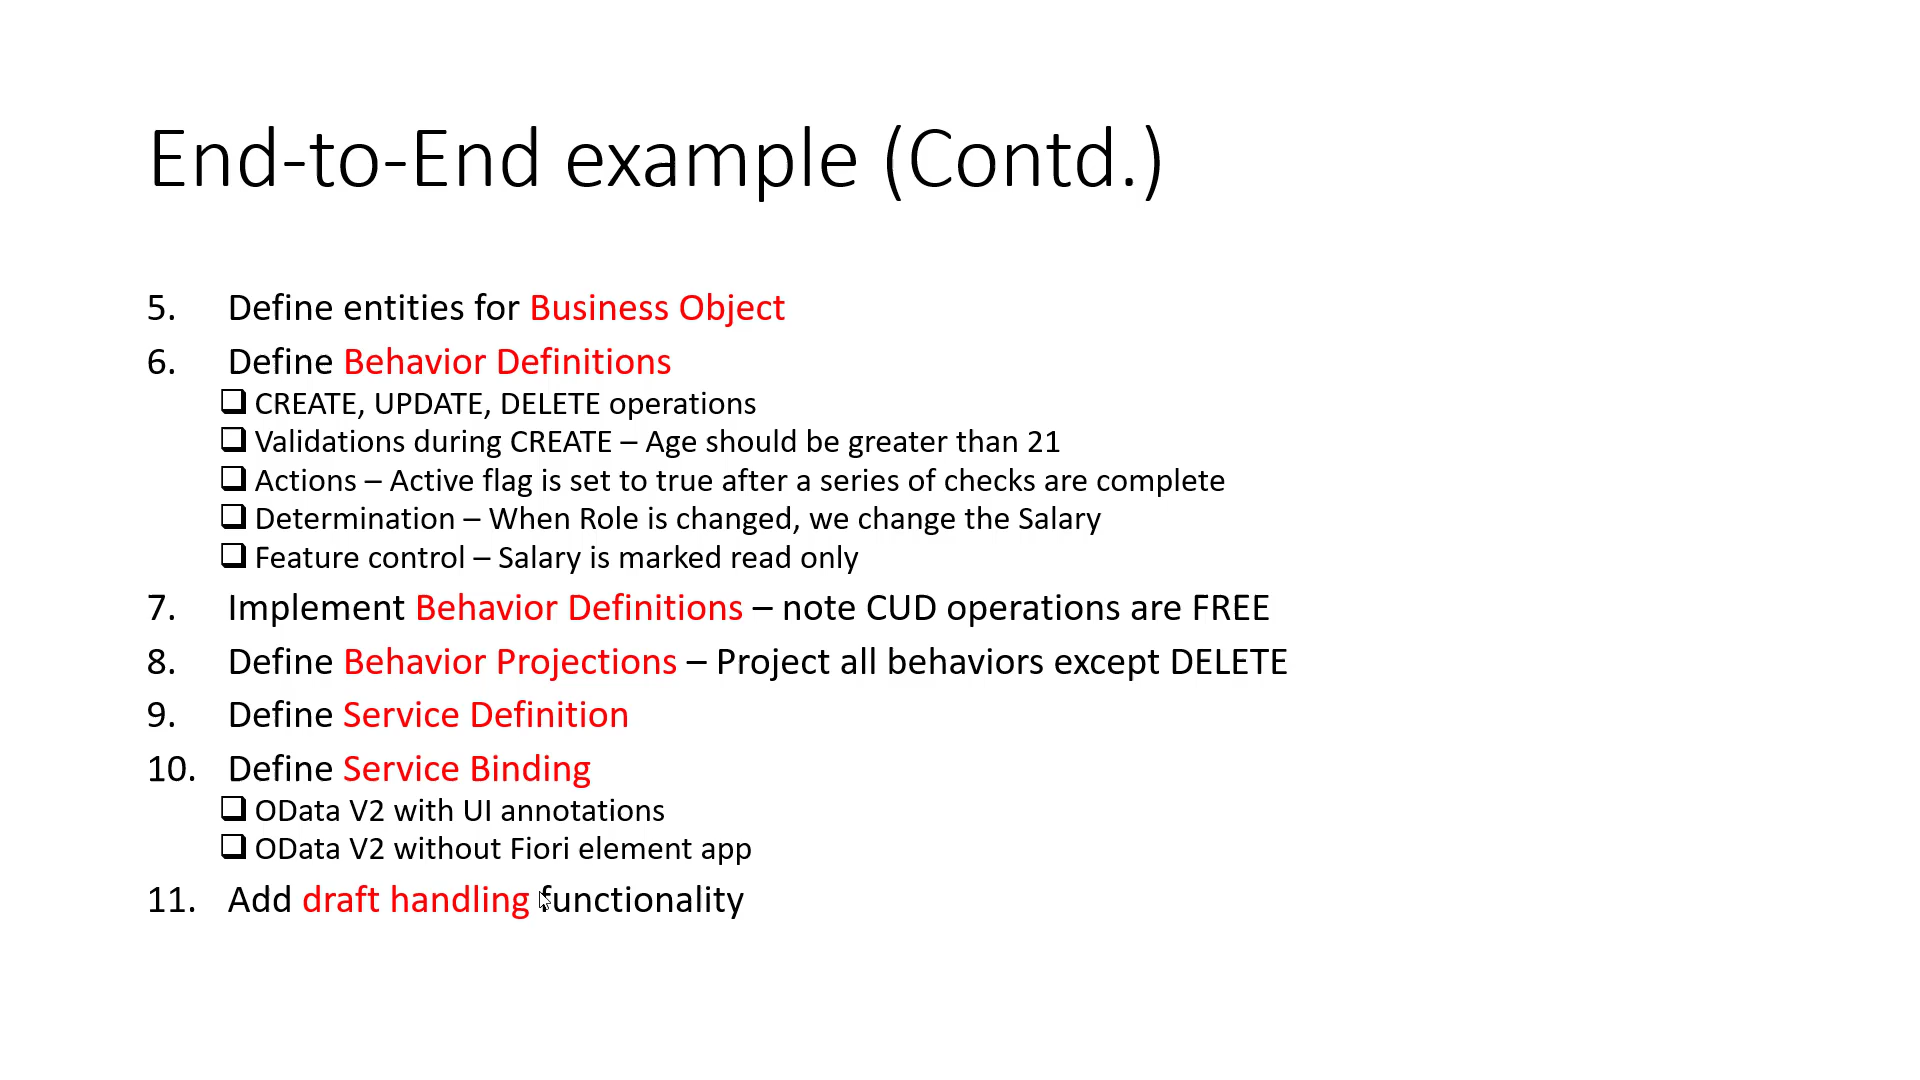 End-to-End example (Contd.)
5. Define entities for Business Object
6. Define Behavior Definitions
❑ CREATE, UPDATE, DELETE operations
❑ Validations during CREATE – Age should be greater than 21
❑ Actions – Active flag is set to true after a series of checks are complete
❑ Determination – When Role is changed, we change the Salary
❑ Feature control – Salary is marked read only
7. Implement Behavior Definitions – note CUD operations are FREE
8. Define Behavior Projections – Project all behaviors except DELETE
9. Define Service Definition
10. Define Service Binding
❑ OData V2 with UI annotations
❑ OData V2 without Fiori element app
11. Add draft handling functionality